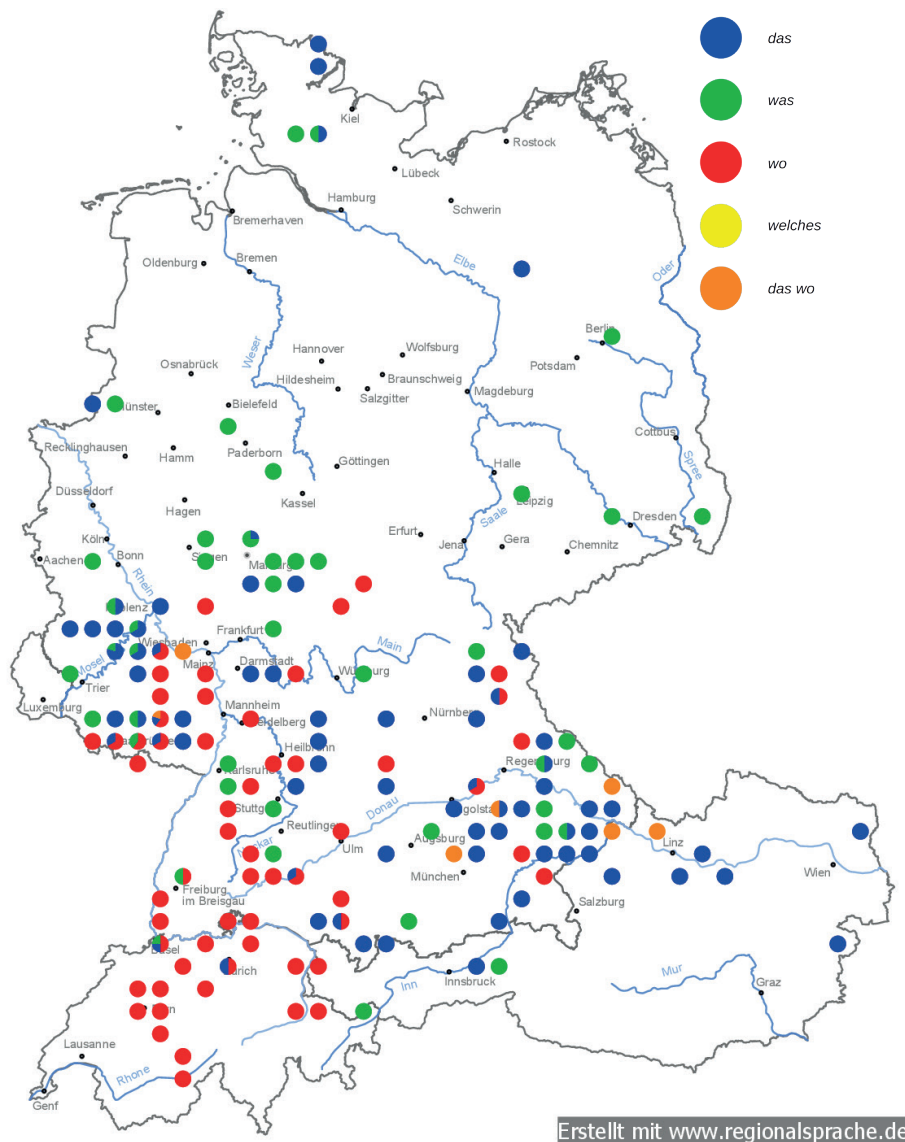 das
Kiel
was
Rostock
Lübeck
wo
Hamburg
Schwerin
Bremerhaven
welches
Bremen
Oldenburg
Elbe
Oder
das wo
Berlin
Weser
Hannover
Wolfsburg
Potsdam
Osnabrück
Hildesheim
Braunschweig
Salzgitter
Magdeburg
Münster
Bielefeld
Cottbus
Recklinghausen
Hamm
Paderborn
Göttingen
Halle
Spree
Düsseldorf
Hagen
Kassel
Leipzig
Saale
Dresden
Köln
Siegen
Erfurt
Jena
Gera
Chemnitz
Aachen
Bonn
Marburg
Rhein
Koblenz
Wiesbaden
Frankfurt
Main
Mosel
Mainz
Darmstadt
Würzburg
Trier
Luxemburg
Mannheim
Heidelberg
Nürnberg
Saarbrücken
Heilbronn
Karlsruhe
Regensburg
Stuttgart
Donau
Ingolstadt
Neckar
Reutlingen
Ulm
Augsburg
Linz
Wien
München
Freiburg
im Breisgau
Salzburg
Basel
Zürich
Inn
Innsbruck
Mur
Graz
Bern
Lausanne
Rhone
Genf
Erstellt mit www.regionalsprache.de